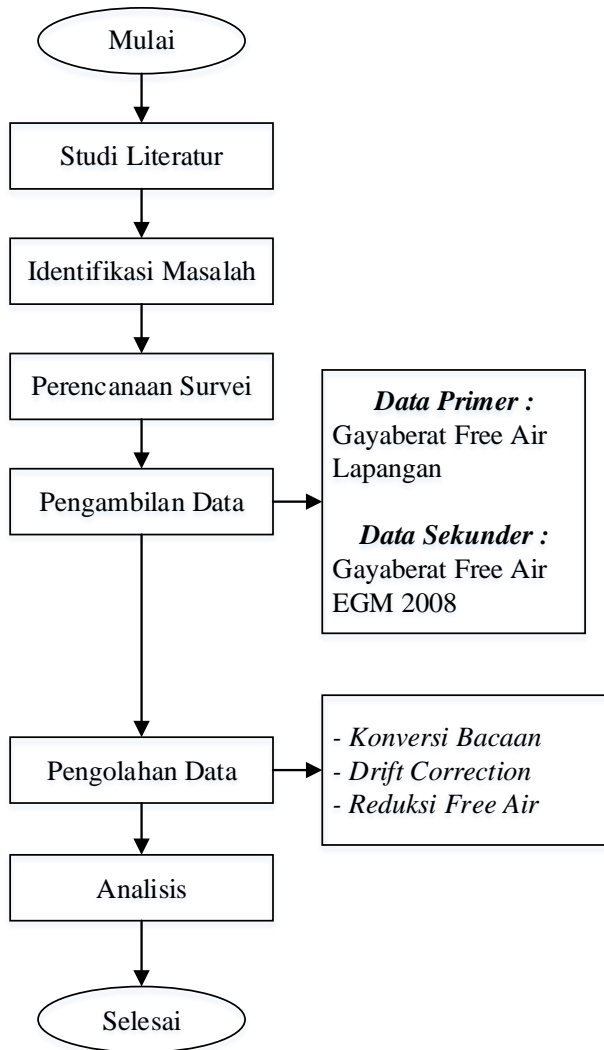 Mulai
Studi Literatur
Identifikasi Masalah
Perencanaan Survei
Pengambilan Data
Data Primer :
Gayaberat Free Air
Lapangan
Data Sekunder :
Gayaberat Free Air
EGM 2008
Pengolahan Data
- Konversi Bacaan
- Drift Correction
- Reduksi Free Air
Analisis
Selesai